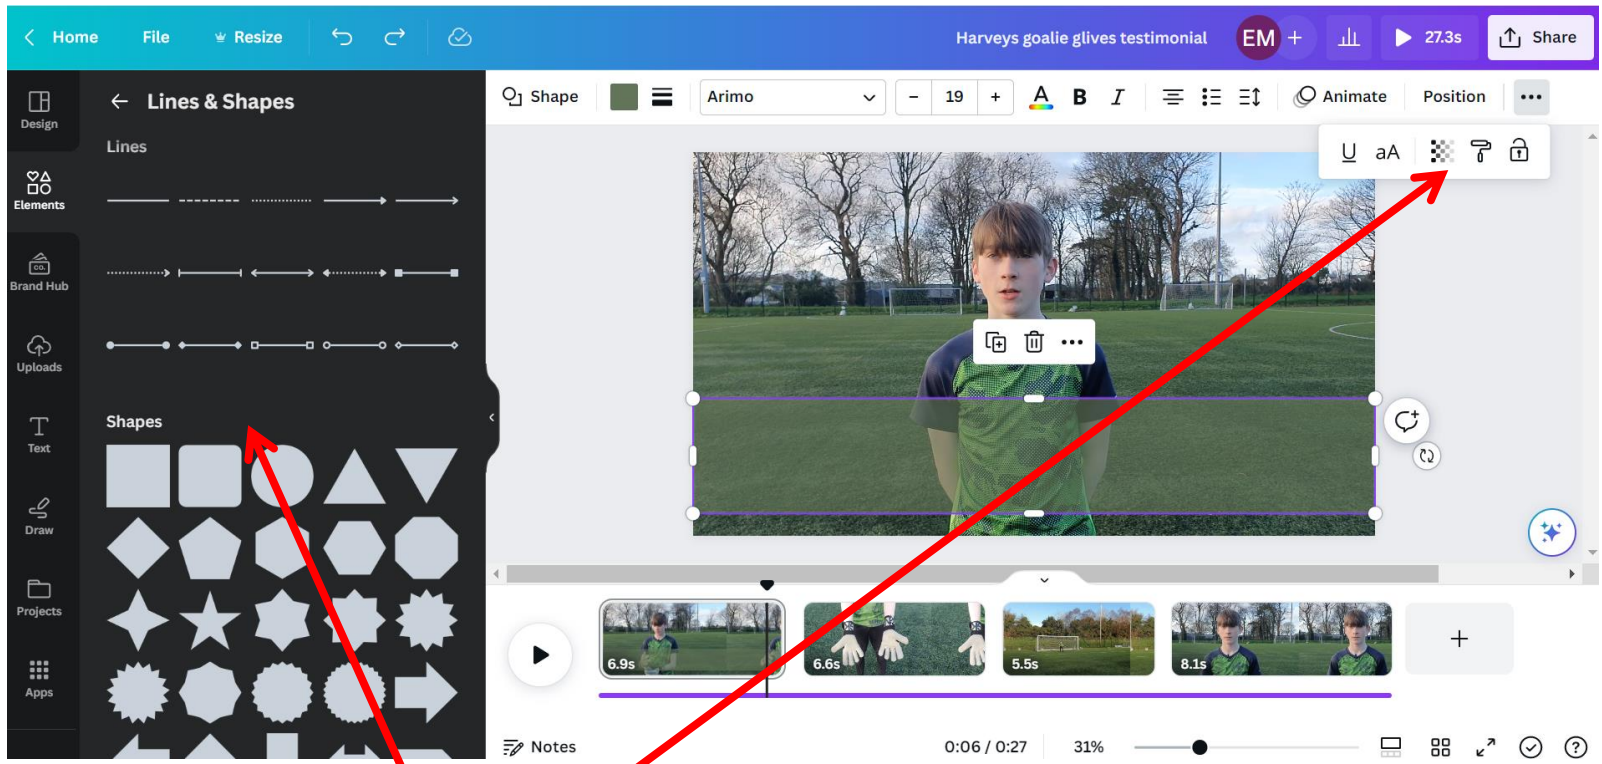 Home File Resize Harveys goalie glives testimonial EM + 27.3s Share
Design
Elements
Brand Hub
CO.
Uploads
Text
Draw
Projects
Apps
Lines & Shapes
Lines
Shapes
Shape Arimo - 19 + A B I Animate Position
U aA
6.9s 6.6s 5.5s 8.1s
Notes 0:06 / 0:27 31%